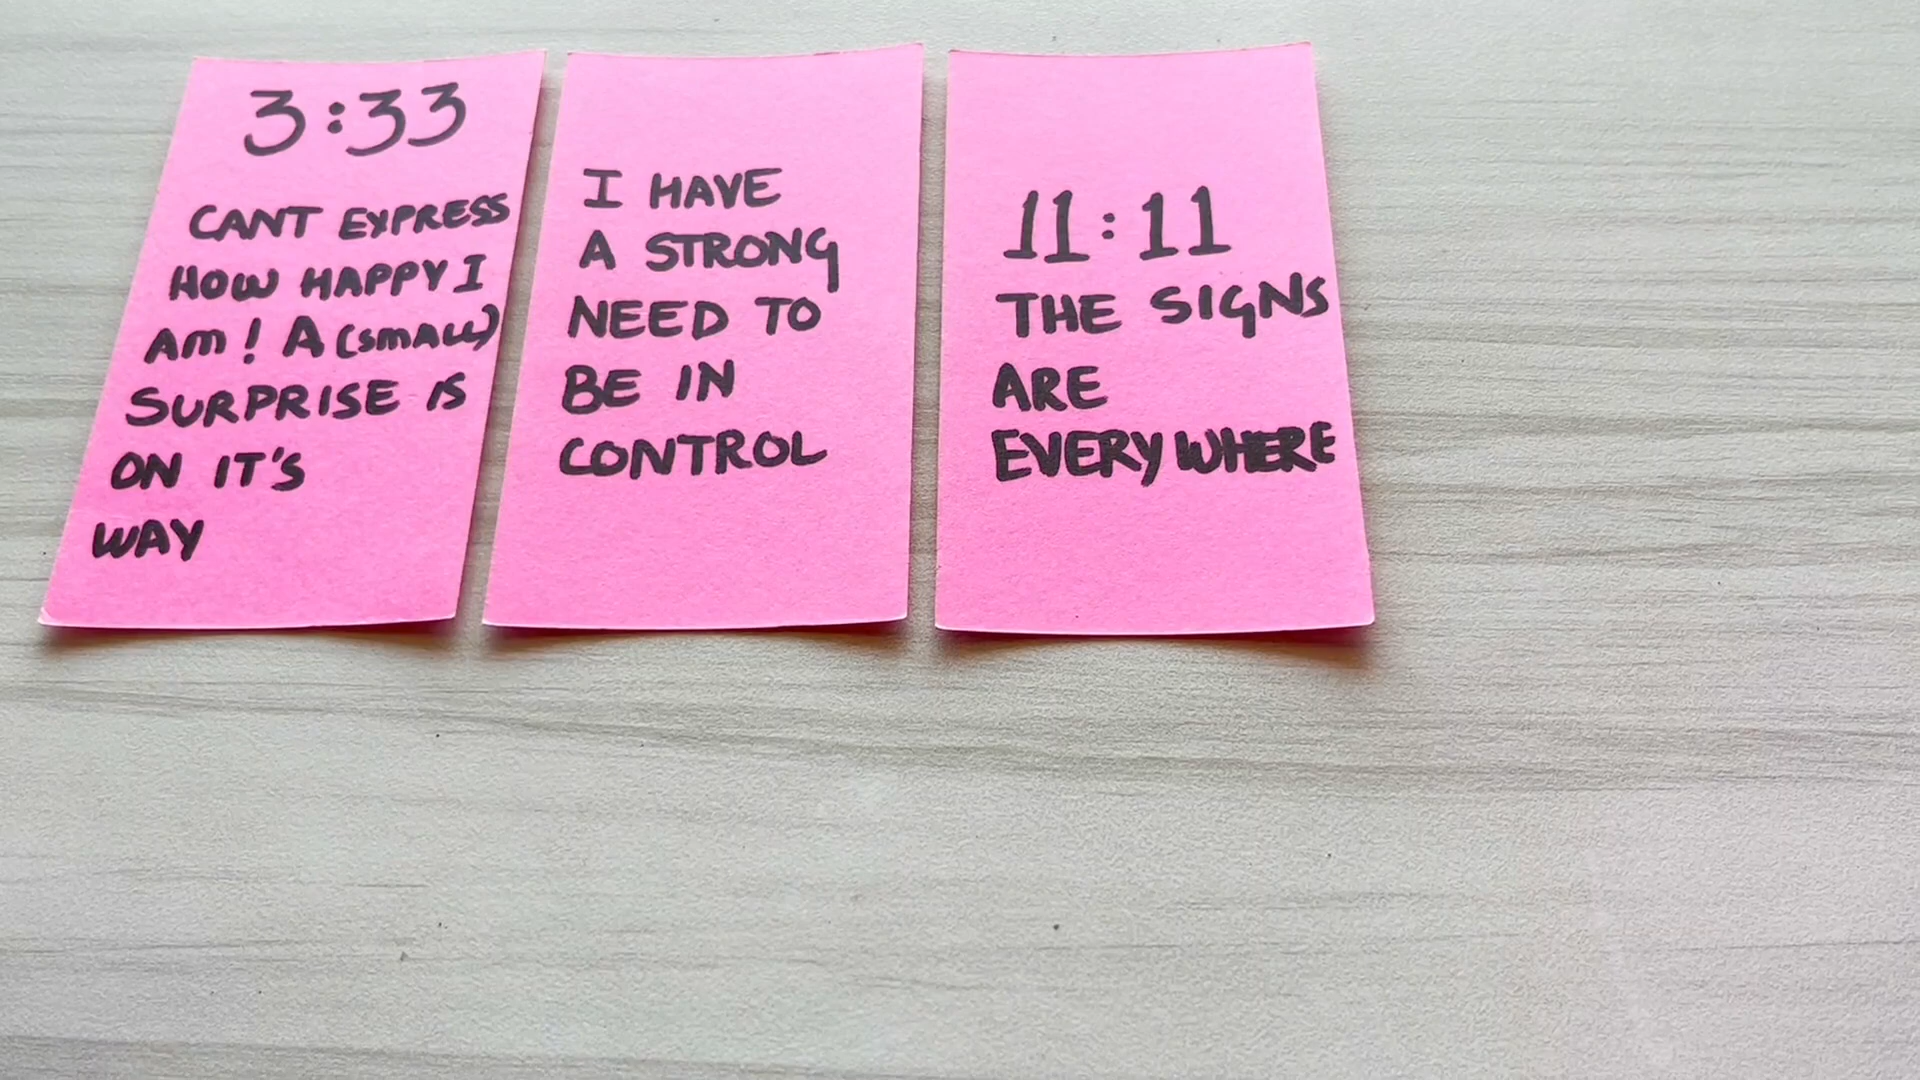 3:33
CANT EXPRESS
HOW HAPPY I
AM! A (SMALL)
SURPRISE IS
ON IT'S
WAY
I HAVE
A STRONG
NEED TO
BE IN
CONTROL
11:11
THE SIGNS
ARE
EVERYWHERE